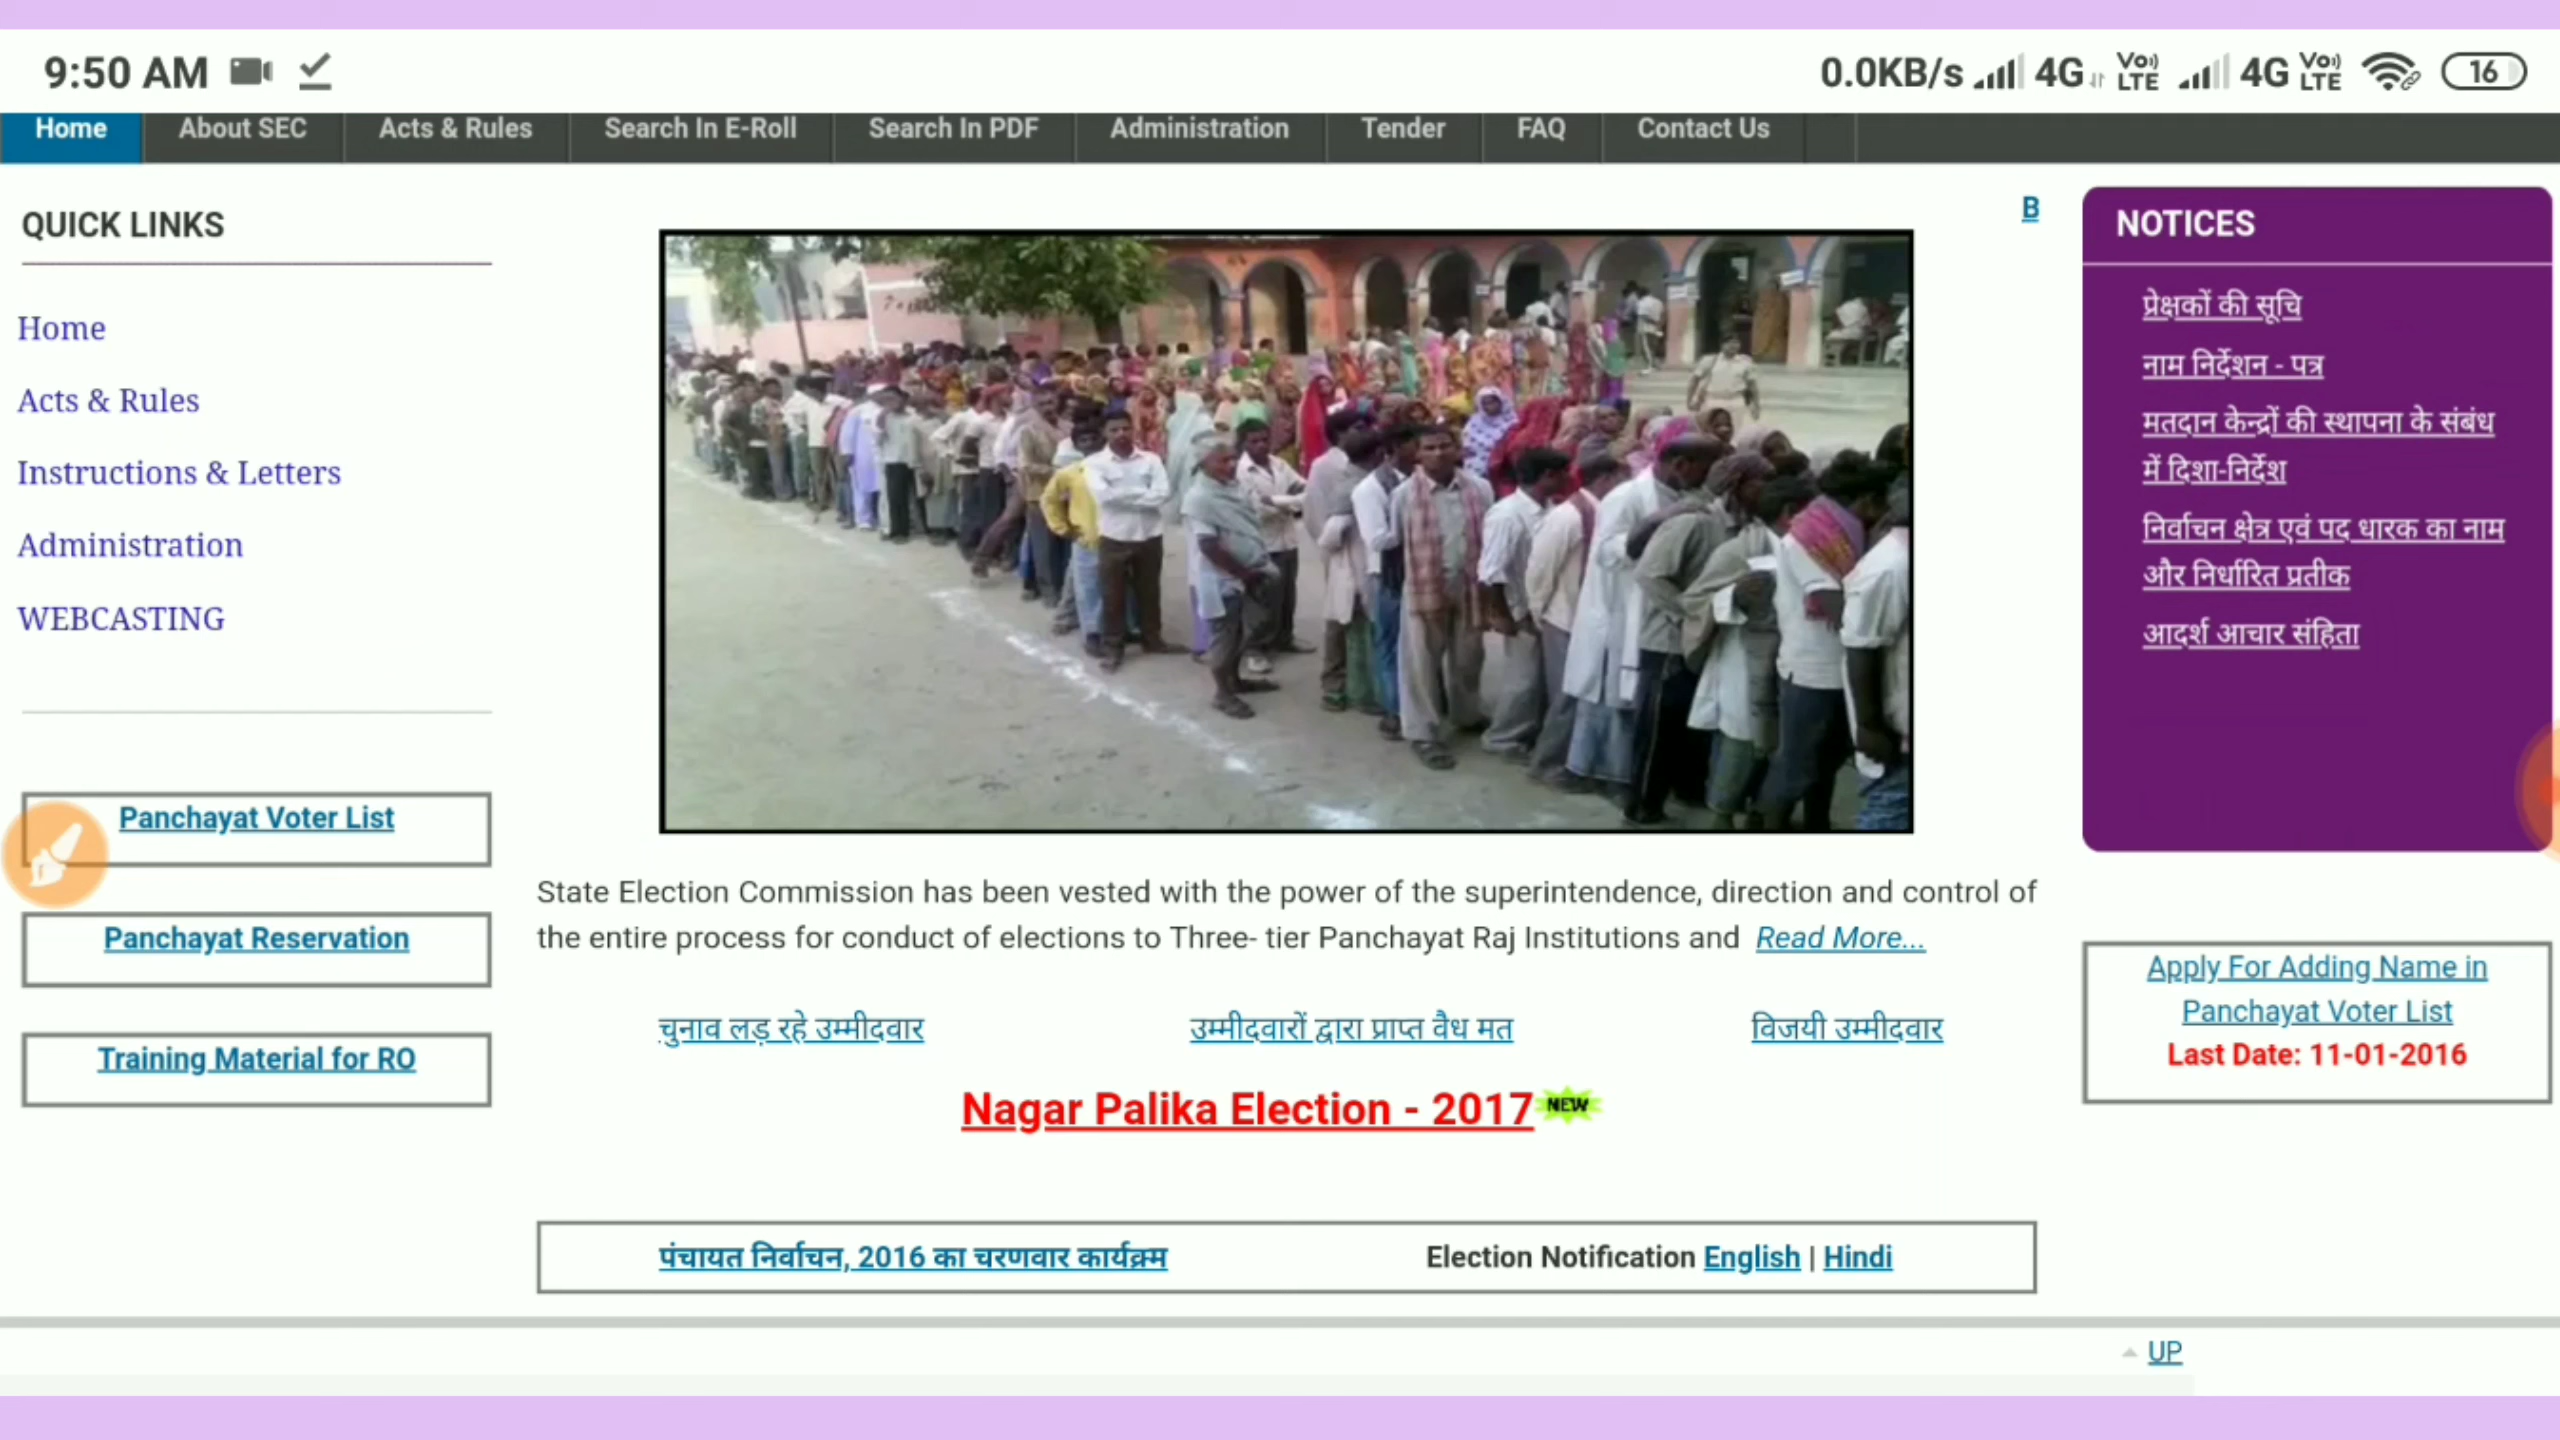 9:50 AM
0.0KB/s 4G VoLTE 4G VoLTE 16
Home About SEC Acts & Rules Search In E-Roll Search In PDF Administration Tender FAQ Contact Us
QUICK LINKS
Home
Acts & Rules
Instructions & Letters
Administration
WEBCASTING
Panchayat Voter List
Panchayat Reservation
Training Material for RO
B
State Election Commission has been vested with the power of the superintendence, direction and control of
the entire process for conduct of elections to Three- tier Panchayat Raj Institutions and Read More...
चुनाव लड़ रहे उम्मीदवार उम्मीदवारों द्वारा प्राप्त वैध मत विजयी उम्मीदवार
Nagar Palika Election - 2017 NEW
पंचायत निर्वाचन, 2016 का चरणवार कार्यक्रम Election Notification English | Hindi
NOTICES
प्रेक्षकों की सूचि
नाम निर्देशन - पत्र
मतदान केन्द्रों की स्थापना के संबंध
में दिशा-निर्देश
निर्वाचन क्षेत्र एवं पद धारक का नाम
और निर्धारित प्रतीक
आदर्श आचार संहिता
Apply For Adding Name in
Panchayat Voter List
Last Date: 11-01-2016
UP